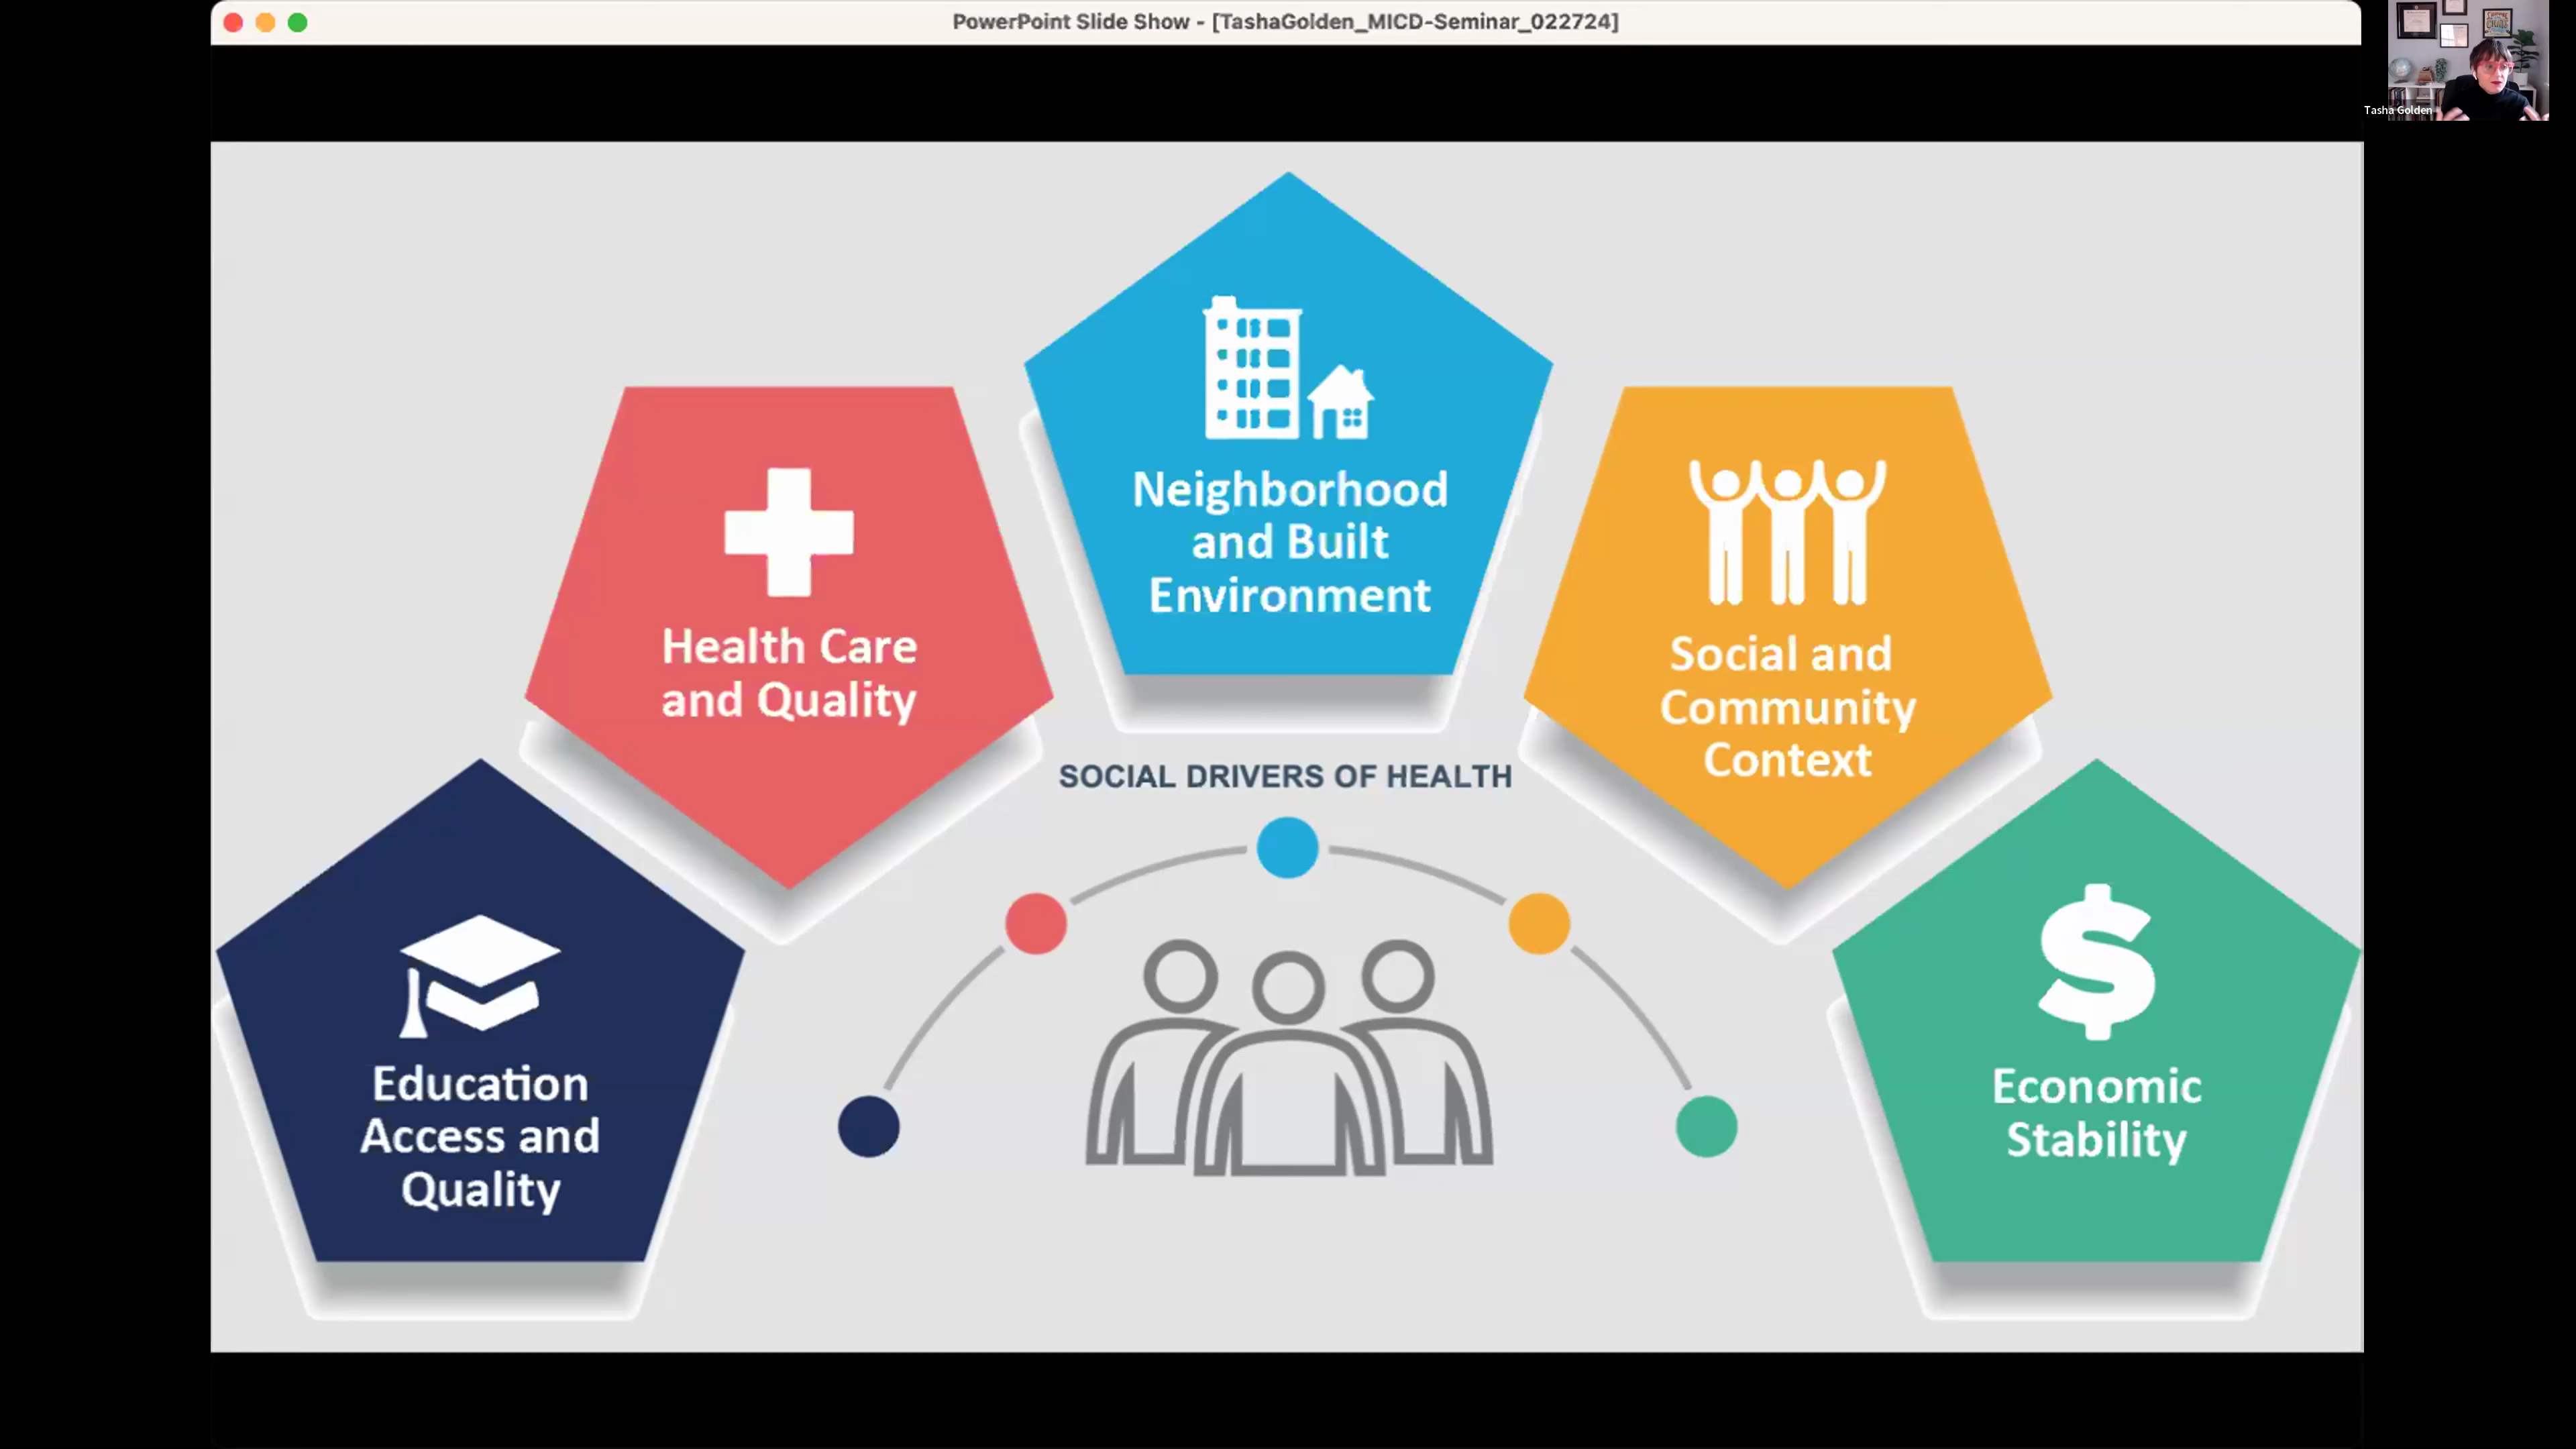 PowerPoint Slide Show - [TashaGolden_MICD-Seminar_022724]
Tasha Golden
Neighborhood
and Built
Environment
Health Care
and Quality
Social and
Community
Context
SOCIAL DRIVERS OF HEALTH
Education
Access and
Quality
Economic
Stability